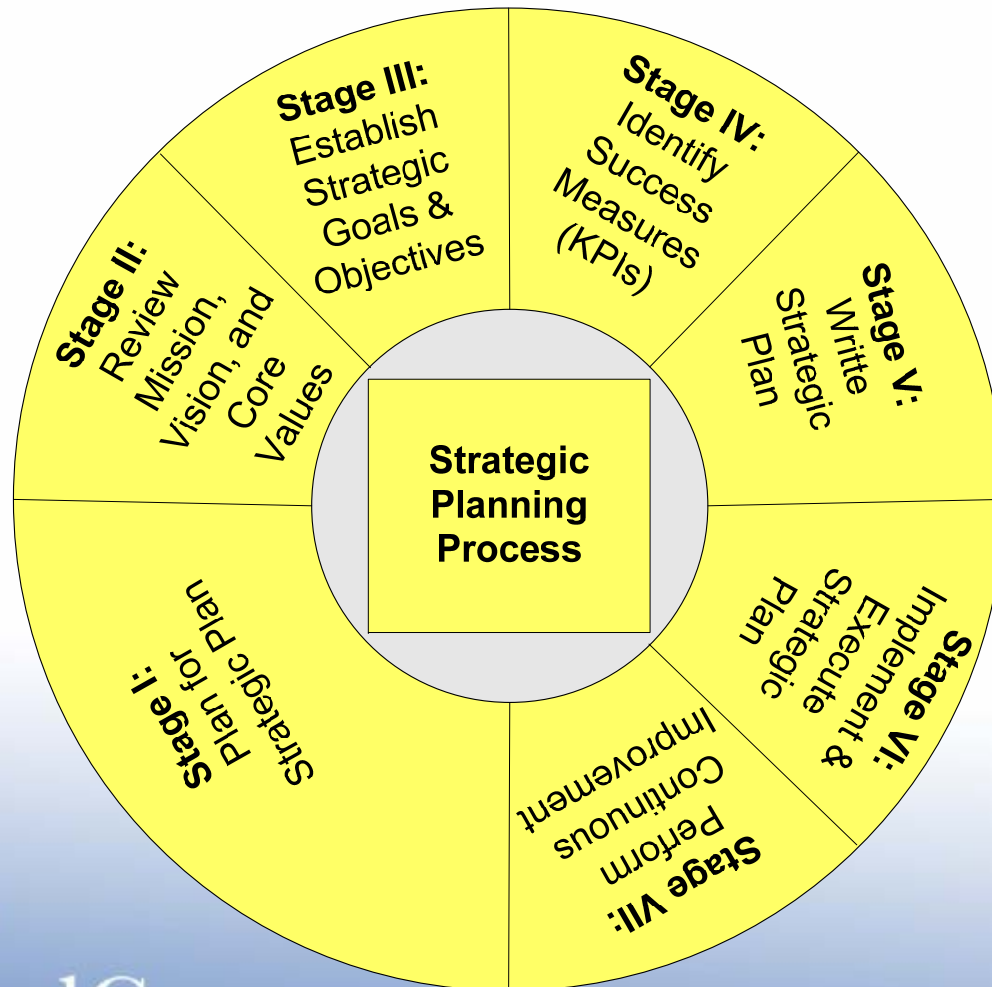 Strategic
Planning
Process
Stage I:
Plan for
Strategic Plan
Stage II:
Review
Mission,
Vision, and
Core
Values
Stage III:
Establish
Strategic
Goals &
Objectives
Stage IV:
Identify
Success
Measures
(KPIs)
Stage V:
Writte
Strategic
Plan
Stage VI:
Implement &
Execute
Strategic
Plan
Stage VII:
Perform
Continuous
Improvement